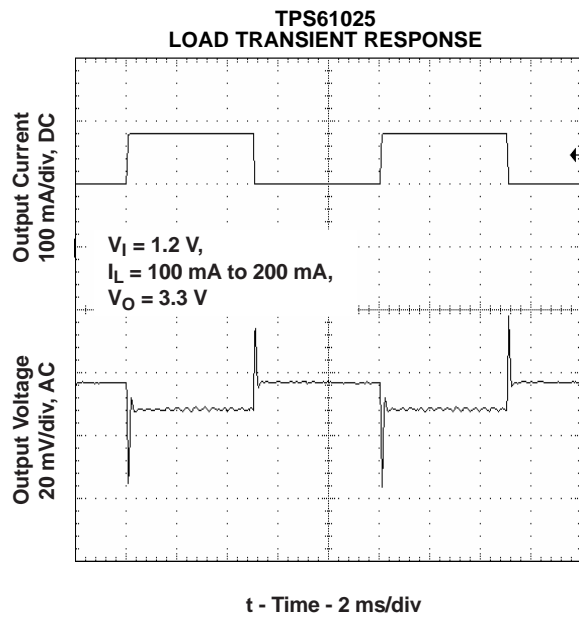 TPS61025
LOAD TRANSIENT RESPONSE
Output Current
100 mA/div, DC
V_I = 1.2 V,
I_L = 100 mA to 200 mA,
V_O = 3.3 V
Output Voltage
20 mV/div, AC
t - Time - 2 ms/div